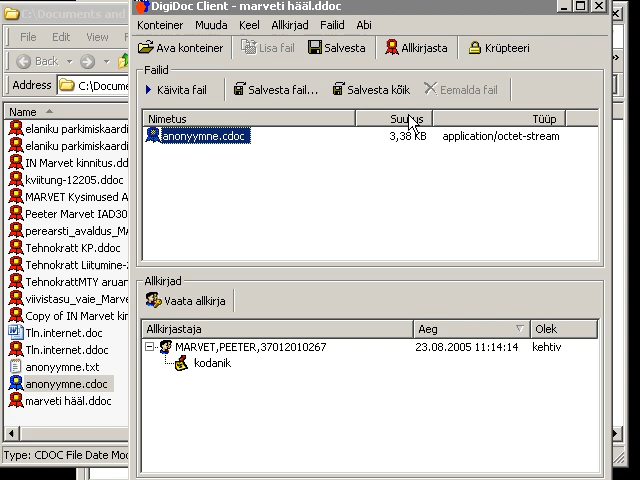 C:\Documents and
DigiDoc Client - marveti hääl.ddoc
File Edit View
Back
Address C:\Docume
Name
elaniku parkimiskaardi
elaniku parkimiskaardi
IN Marvet kinnitus.dd
kviitung-12205.ddoc
MARVET Kysimused A
Peeter Marvet IAD30
perearsti_avaldus_MA
Tehnokratt KP.ddoc
Tehnokratt Liitumine-2
TehnokrattMTY aruan
viivistasu_vaie_Marve
Copy of IN Marvet kin
Tln.internet.doc
Tln.internet.ddoc
anonyymne.txt
anonyymne.cdoc
marveti hääl.ddoc
Type: CDOC File Date Mod
Konteiner Muuda Keel Allkirjad Failid Abi
Ava konteiner Lisa fail Salvesta Allkirjasta Krüpteeri
Failid
Käivita fail Salvesta fail... Salvesta kõik Eemalda fail
Nimetus Suurus Tüüp
anonyymne.cdoc 3,38 KB application/octet-stream
Allkirjad
Vaata allkirja
Allkirjastaja Aeg Olek
MARVET,PEETER,37012010267 23.08.2005 11:14:14 kehtiv
kodanik